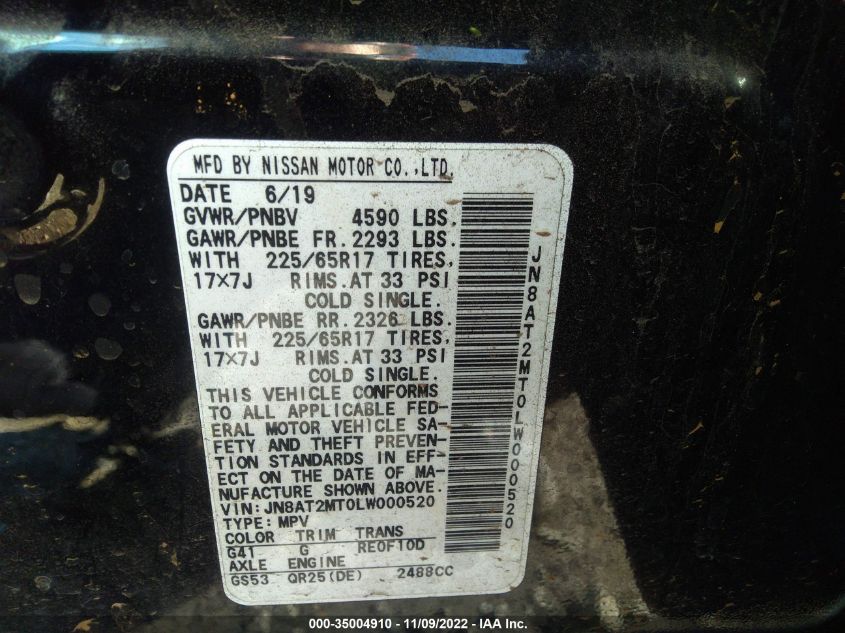 MFD BY NISSAN MOTOR CO.,LTD.
DATE 6/19
GVWR/PNBV 4590 LBS.
GAWR/PNBE FR. 2293 LBS.
WITH 225/65R17 TIRES,
17×7J RIMS.AT 33 PSI
COLD SINGLE.
GAWR/PNBE RR. 2326 LBS.
WITH 225/65R17 TIRES,
17×7J RIMS.AT 33 PSI
COLD SINGLE.
THIS VEHICLE CONFORMS
TO ALL APPLICABLE FED-
ERAL MOTOR VEHICLE SA-
FETY AND THEFT PREVEN-
TION STANDARDS IN EFF-
ECT ON THE DATE OF MA-
NUFACTURE SHOWN ABOVE.
VIN: JN8AT2MT0LW000520
TYPE: MPV
COLOR TRIM TRANS
G41 G RE0F10D
AXLE ENGINE
GS53 QR25(DE) 2488CC
JN8AT2MT0LW000520
000-35004910 - 11/09/2022 - IAA Inc.